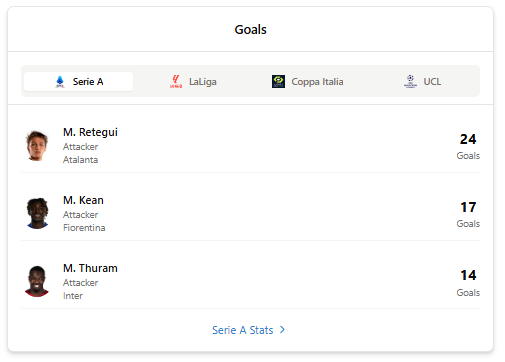 Goals
Serie A LaLiga Coppa Italia UCL
M. Retegui
Attacker
Atalanta
24
Goals
M. Kean
Attacker
Fiorentina
17
Goals
M. Thuram
Attacker
Inter
14
Goals
Serie A Stats >